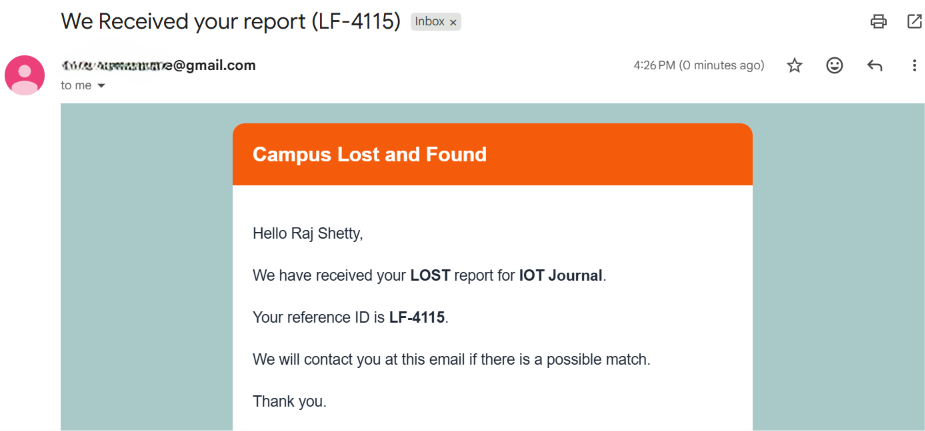 We Received your report (LF-4115) Inbox x
e@gmail.com 4:26 PM (0 minutes ago)
to me
Campus Lost and Found
Hello Raj Shetty,
We have received your LOST report for IOT Journal.
Your reference ID is LF-4115.
We will contact you at this email if there is a possible match.
Thank you.